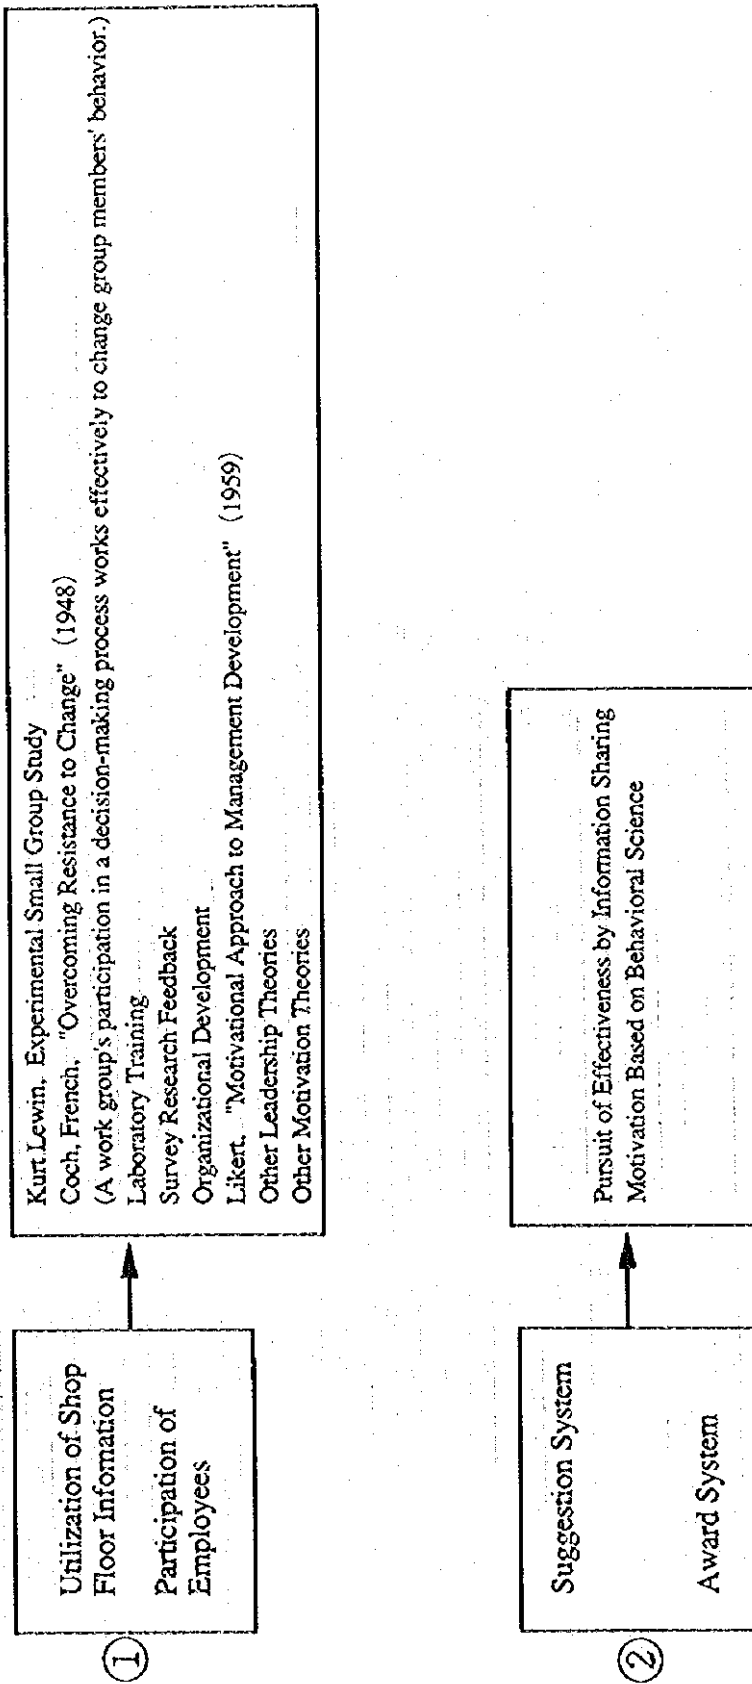 ①
Utilization of Shop
Floor Infomation
Participation of
Employees
Kurt Lewin, Experimental Small Group Study
Coch, French, "Overcoming Resistance to Change" (1948)
(A work group's participation in a decision-making process works effectively to change group members' behavior.)
Laboratory Training
Survey Research Feedback
Organizational Development
Likert, "Motivational Approach to Management Development" (1959)
Other Leadership Theories
Other Motivation Theories
②
Suggestion System
Award System
Pursuit of Effectiveness by Information Sharing
Motivation Based on Behavioral Science